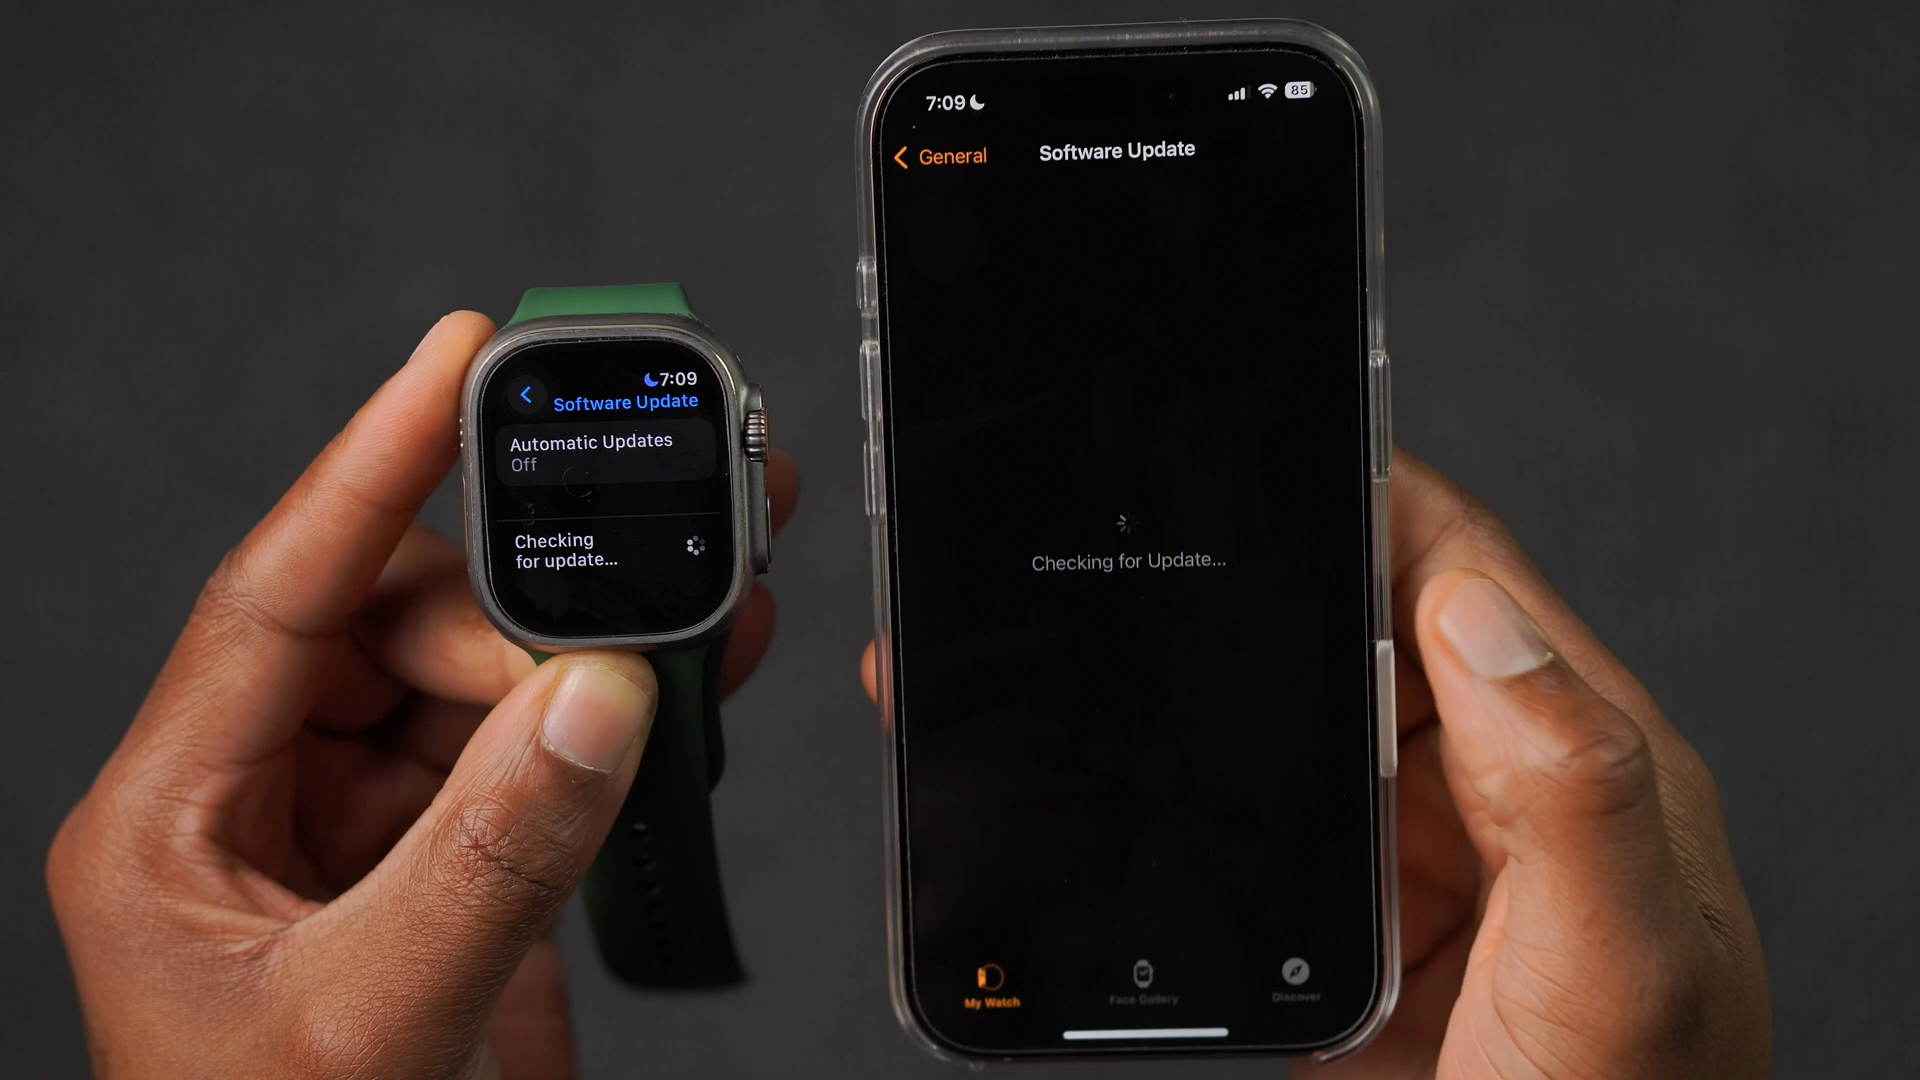 7:09
Software Update
Automatic Updates
Off
Checking
for update...
7:09
85
General
Software Update
Checking for Update...
My Watch
Face Gallery
Discover